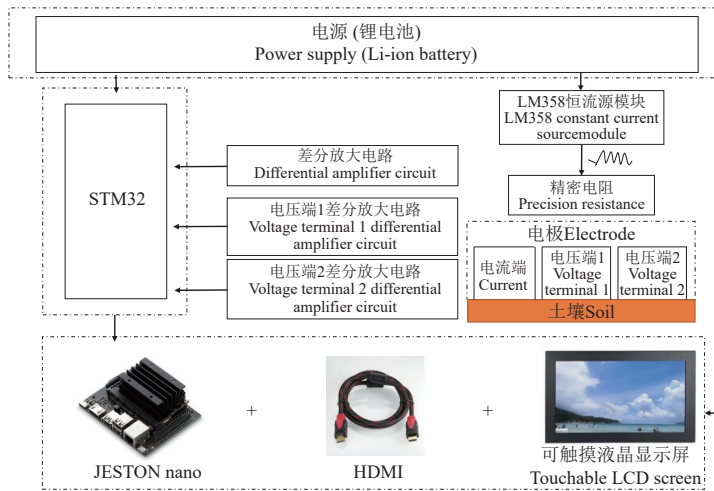 电源 (锂电池)
Power supply (Li-ion battery)
STM32
差分放大电路
Differential amplifier circuit
电压端1差分放大电路
Voltage terminal 1 differential
amplifier circuit
电压端2差分放大电路
Voltage terminal 2 differential
amplifier circuit
LM358恒流源模块
LM358 constant current
sourcemodule
精密电阻
Precision resistance
电极Electrode
电流端
Current
电压端1
Voltage
terminal 1
电压端2
Voltage
terminal 2
土壤Soil
+
+
JESTON nano
HDMI
可触摸液晶显示屏
Touchable LCD screen